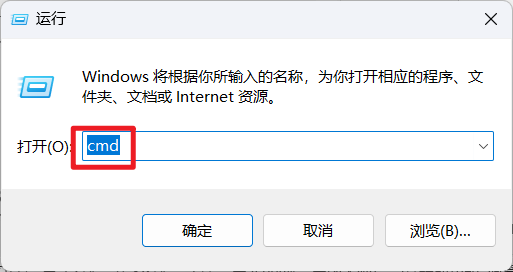 运行
Windows 将根据你所输入的名称，为你打开相应的程序、文
件夹、文档或 Internet 资源。
打开(O): cmd
确定 取消 浏览(B)...